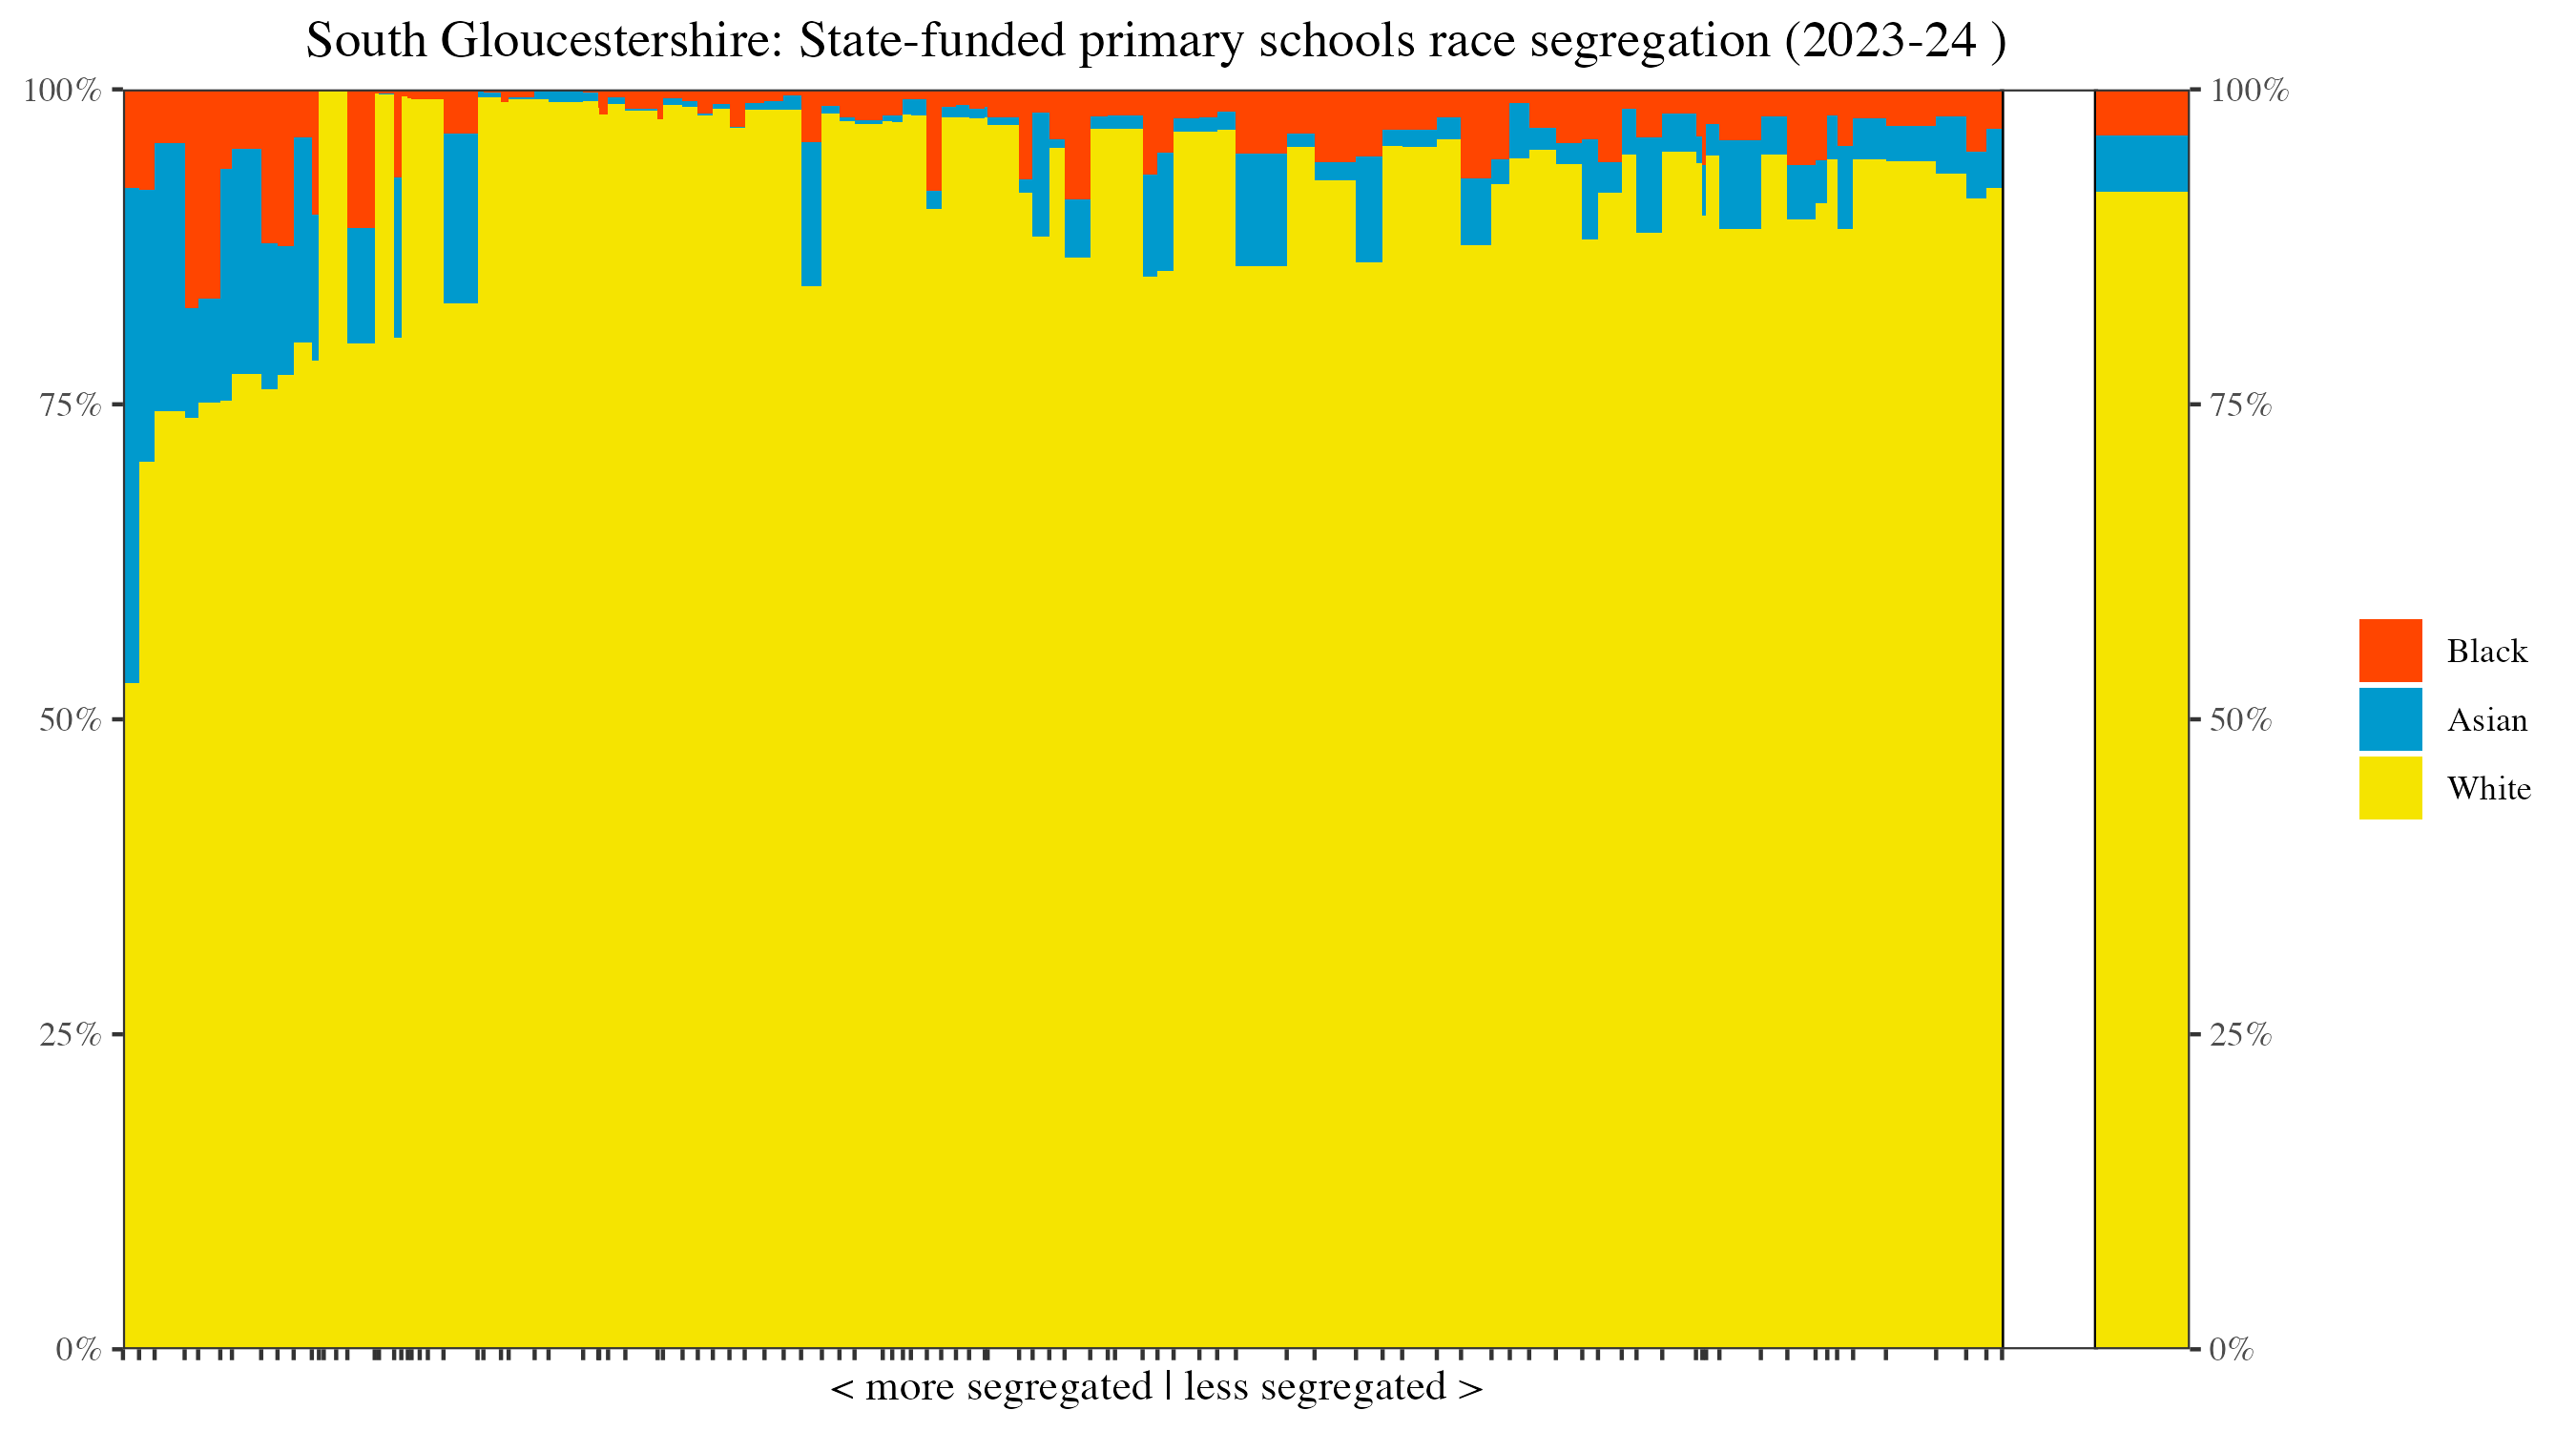 South Gloucestershire: State-funded primary schools race segregation (2023-24 )
100%
75%
50%
25%
0%
100%
75%
50%
25%
0%
Black
Asian
White
< more segregated | less segregated >